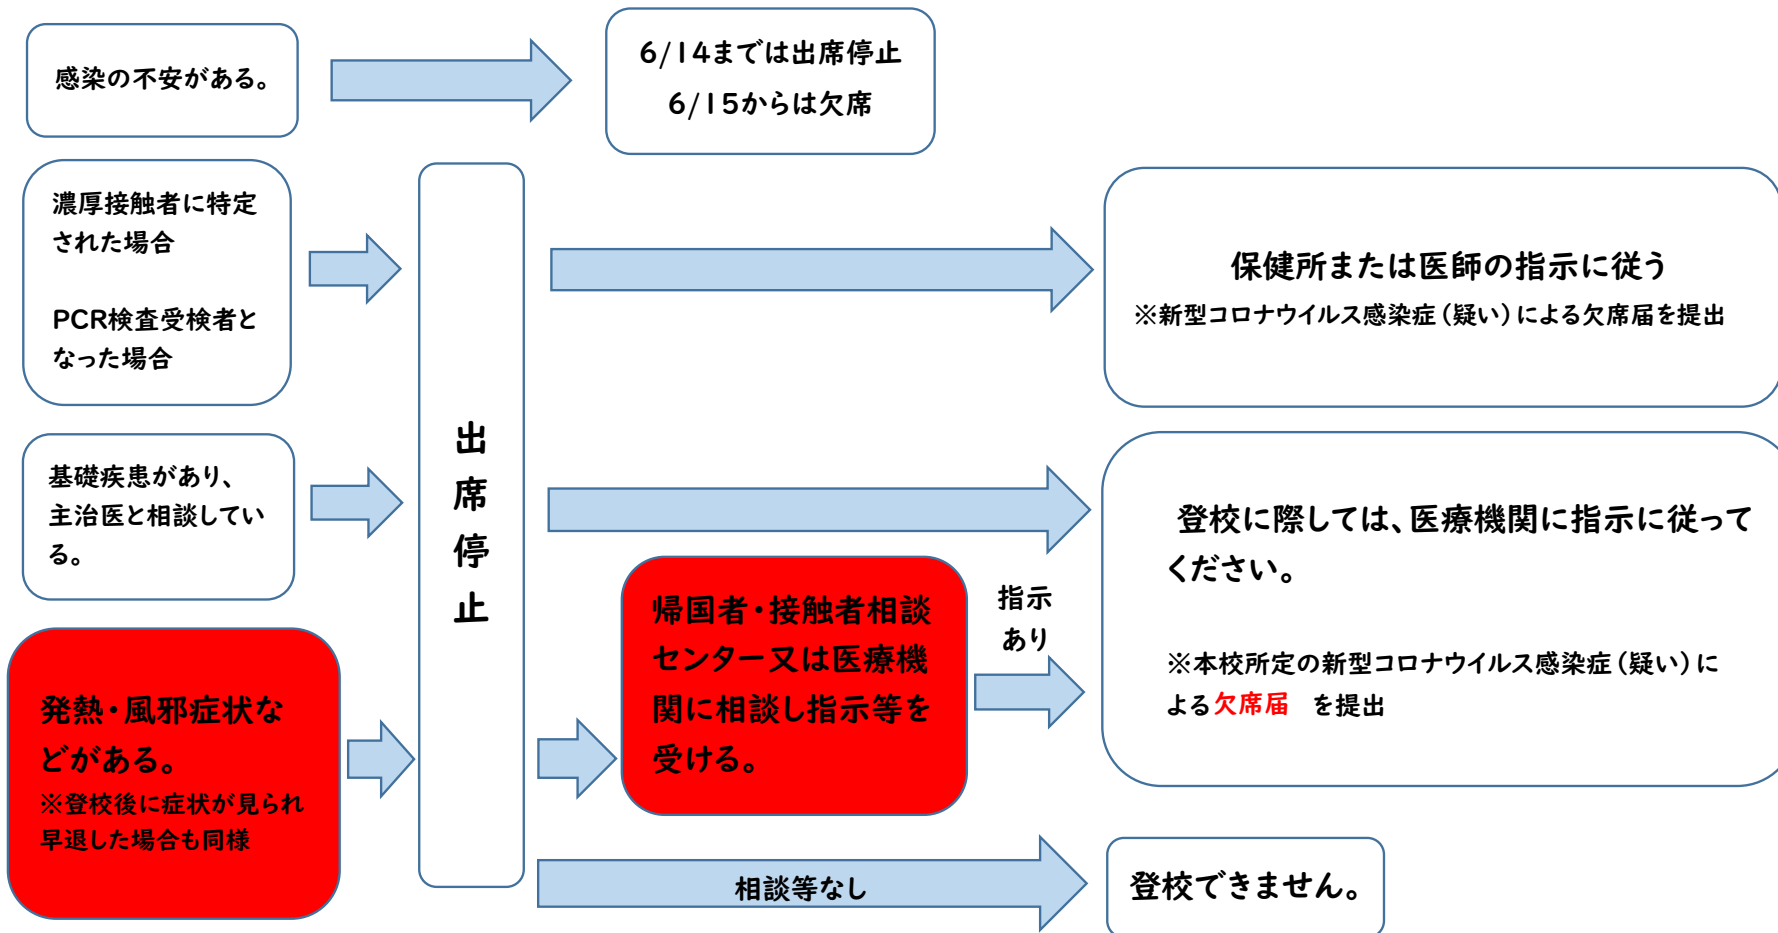 感染の不安がある。
6/14までは出席停止
6/15からは欠席
濃厚接触者に特定
された場合
PCR検査受検者と
なった場合
出席停止
保健所または医師の指示に従う
※新型コロナウイルス感染症（疑い）による欠席届を提出
基礎疾患があり、
主治医と相談してい
る。
登校に際しては、医療機関に指示に従って
ください。
※本校所定の新型コロナウイルス感染症（疑い）に
よる欠席届 を提出
発熱・風邪症状な
どがある。
※登校後に症状が見られ
早退した場合も同様
帰国者・接触者相談
センター又は医療機
関に相談し指示等を
受ける。
指示
あり
相談等なし
登校できません。